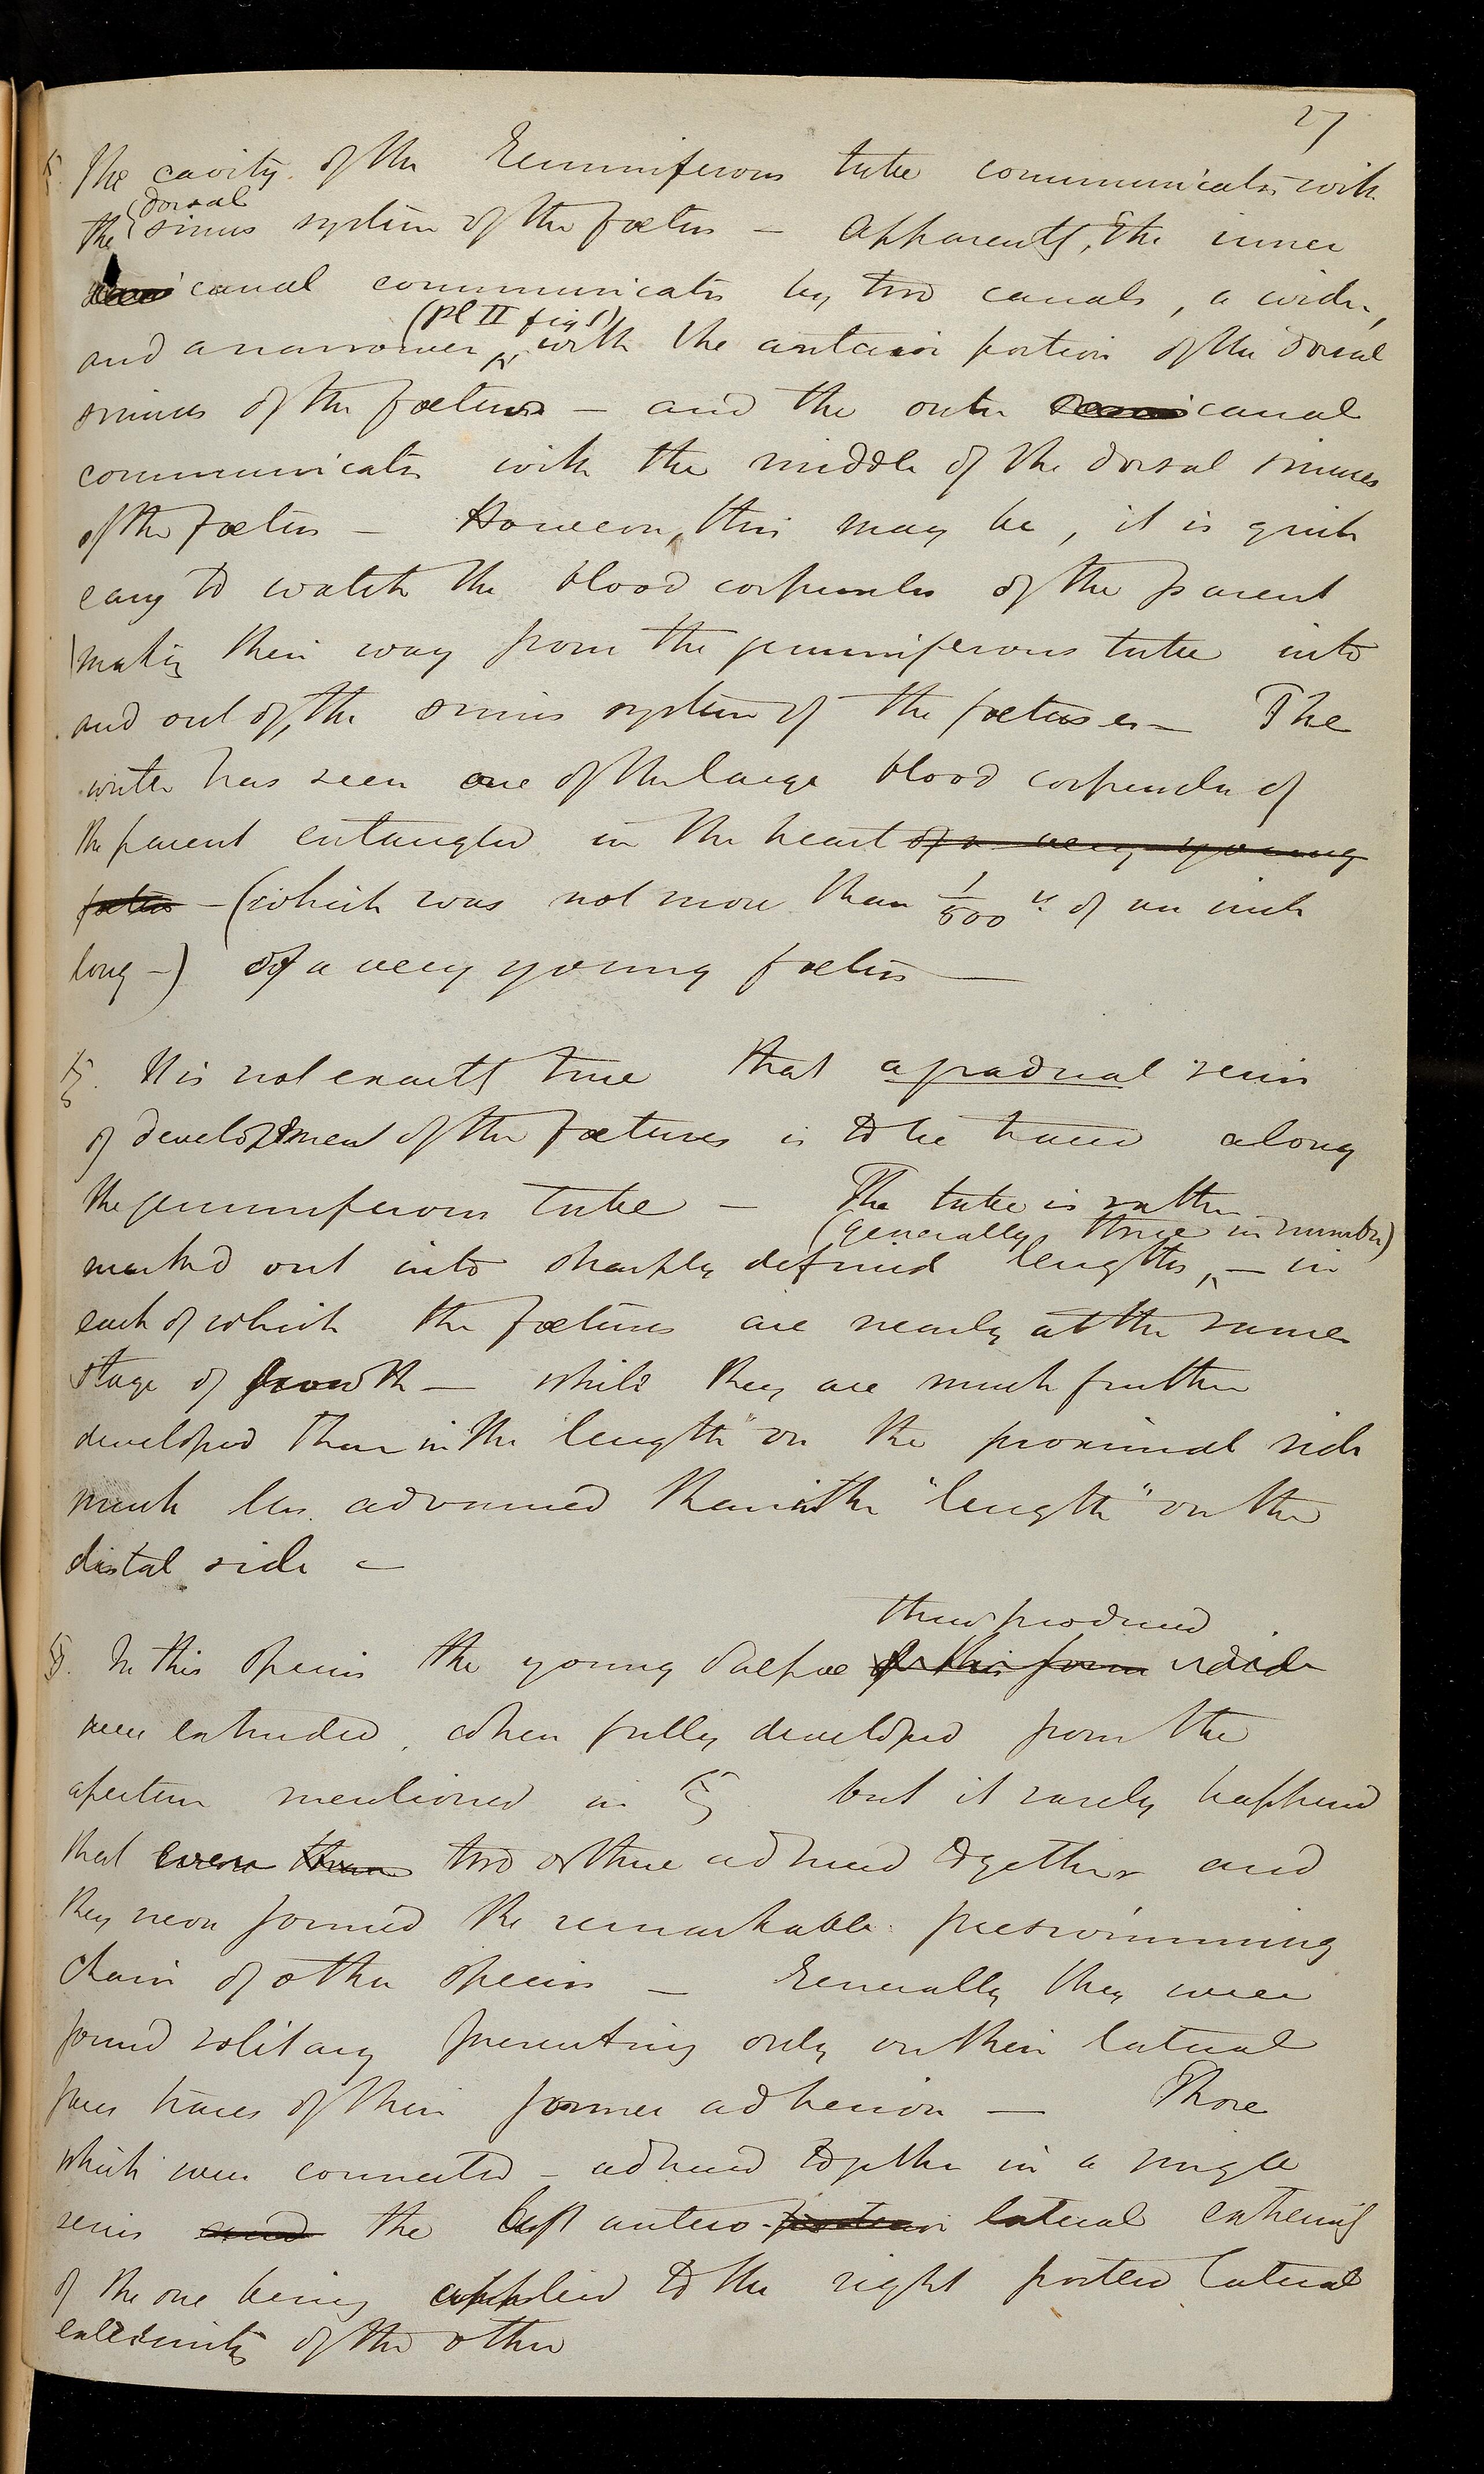 27
§. The cavity of the Gemmiferous tube communicates with
(dorsal
the sinus system of the foetus — Apparently, the inner
canal communicates by two canals, a wider,
(Pl II fig 5)
and a narrower, with the anterior portion of the dorsal
sinus of the foetus — and the outer canal
communicates with the middle of the dorsal sinus
of the foetus — However, this may be, it is quite
easy to watch the blood corpuscles of the parent
making their way from the gemmiferous tube into
and out of, the sinus system of the foetuses — The
writer has seen one of the large blood corpuscles of
the parent entangled in the heart of a very young
foetus — (which was not more than 1/500 th of an inch
long —) of a very young foetus —
§. It is not exactly true that a gradual series
of development of the foetuses is to be traced along
the gemmiferous tube — The tube is rather
(generally three in number)
marked out into sharply defined lengths, — in
each of which the foetuses are nearly at the same
stage of growth — while they are much further
developed than in the length" on the proximal side
much less advanced than in the "length" on the
distal side —
thus produced
§. In this species the young Salpae of this form
were extruded, when fully developed from the
aperture mentioned in § but it rarely happened
that even two or three adhered together and
they never formed the remarkable freeswimming
chain of other species — Generally they were
found solitary presenting only on their lateral
faces traces of their former adhesion — Those
which were connected — adhered together in a single
series and the left antero-posterior lateral extremity
of the one being applied to the right postero lateral
extremity of the other